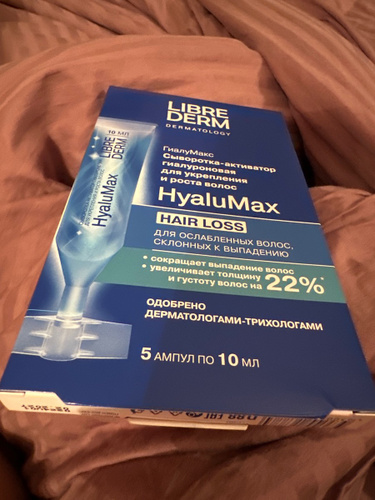 LIBRE
DERM
DERMATOLOGY
10 МЛ
LIBRE
DERM
HyaluMax
ГиалуМакс
Сыворотка-активатор
гиалуроновая
для укрепления
и роста волос
HyaluMax
HAIR LOSS
ДЛЯ ОСЛАБЛЕННЫХ ВОЛОС,
СКЛОННЫХ К ВЫПАДЕНИЮ
• сокращает выпадение волос
• увеличивает толщину
и густоту волос на 22%*
ОДОБРЕНО
ДЕРМАТОЛОГАМИ-ТРИХОЛОГАМИ
5 АМПУЛ ПО 10 МЛ